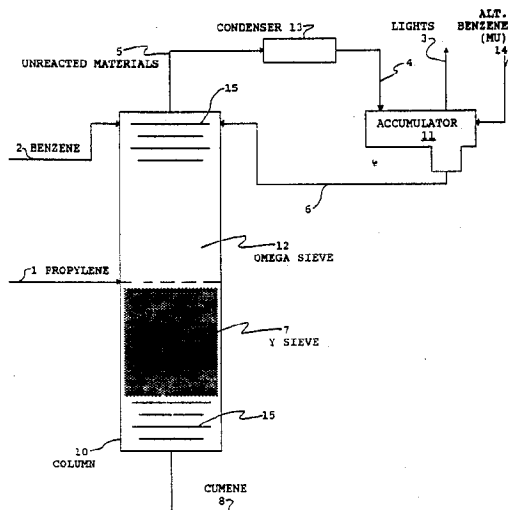 CONDENSER 13
LIGHTS
3
ALT.
BENZENE
(MU)
14
5
UNREACTED MATERIALS
4
15
ACCUMULATOR
11
2 BENZENE
6
12
OMEGA SIEVE
1 PROPYLENE
7
Y SIEVE
15
10
COLUMN
CUMENE
8